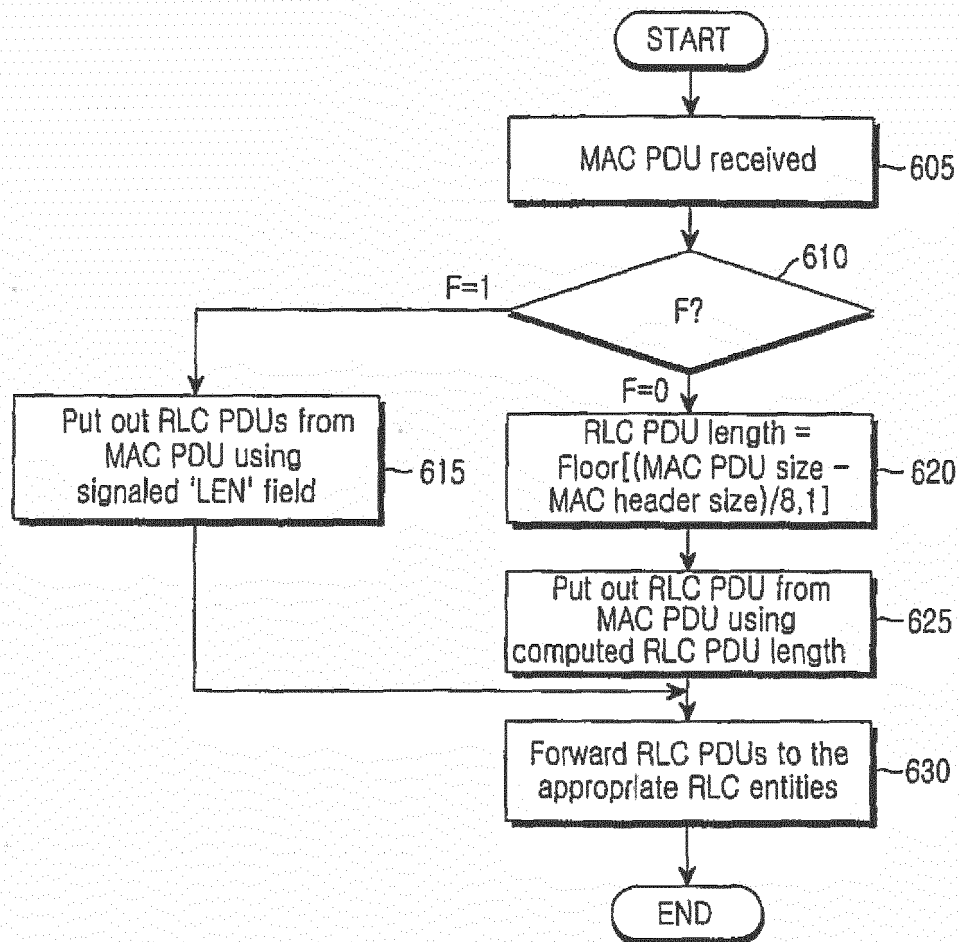 START
MAC PDU received
605
610
F=1
F?
F=0
Put out RLC PDUs from
MAC PDU using
signaled 'LEN' field
615
RLC PDU length =
Floor[(MAC PDU size –
MAC header size)/8,1]
620
Put out RLC PDU from
MAC PDU using
computed RLC PDU length
625
Forward RLC PDUs to the
appropriate RLC entities
630
END